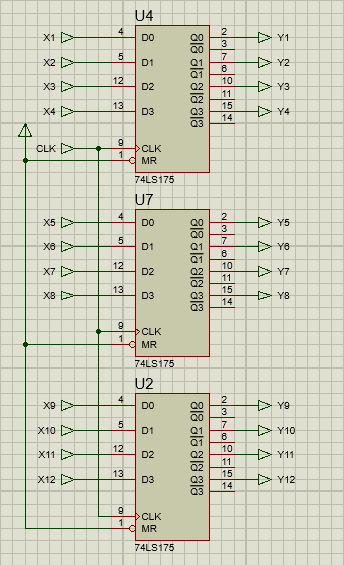 U4
X1 4 D0 Q0 2 Y1
Q0 3
X2 5 D1 Q1 7 Y2
Q1 6
X3 12 D2 Q2 10 Y3
Q2 11
X4 13 D3 Q3 15 Y4
Q3 14
CLK 9 CLK
1 MR
74LS175
U7
X5 4 D0 Q0 2 Y5
Q0 3
X6 5 D1 Q1 7 Y6
Q1 6
X7 12 D2 Q2 10 Y7
Q2 11
X8 13 D3 Q3 15 Y8
Q3 14
9 CLK
1 MR
74LS175
U2
X9 4 D0 Q0 2 Y9
Q0 3
X10 5 D1 Q1 7 Y10
Q1 6
X11 12 D2 Q2 10 Y11
Q2 11
X12 13 D3 Q3 15 Y12
Q3 14
9 CLK
1 MR
74LS175